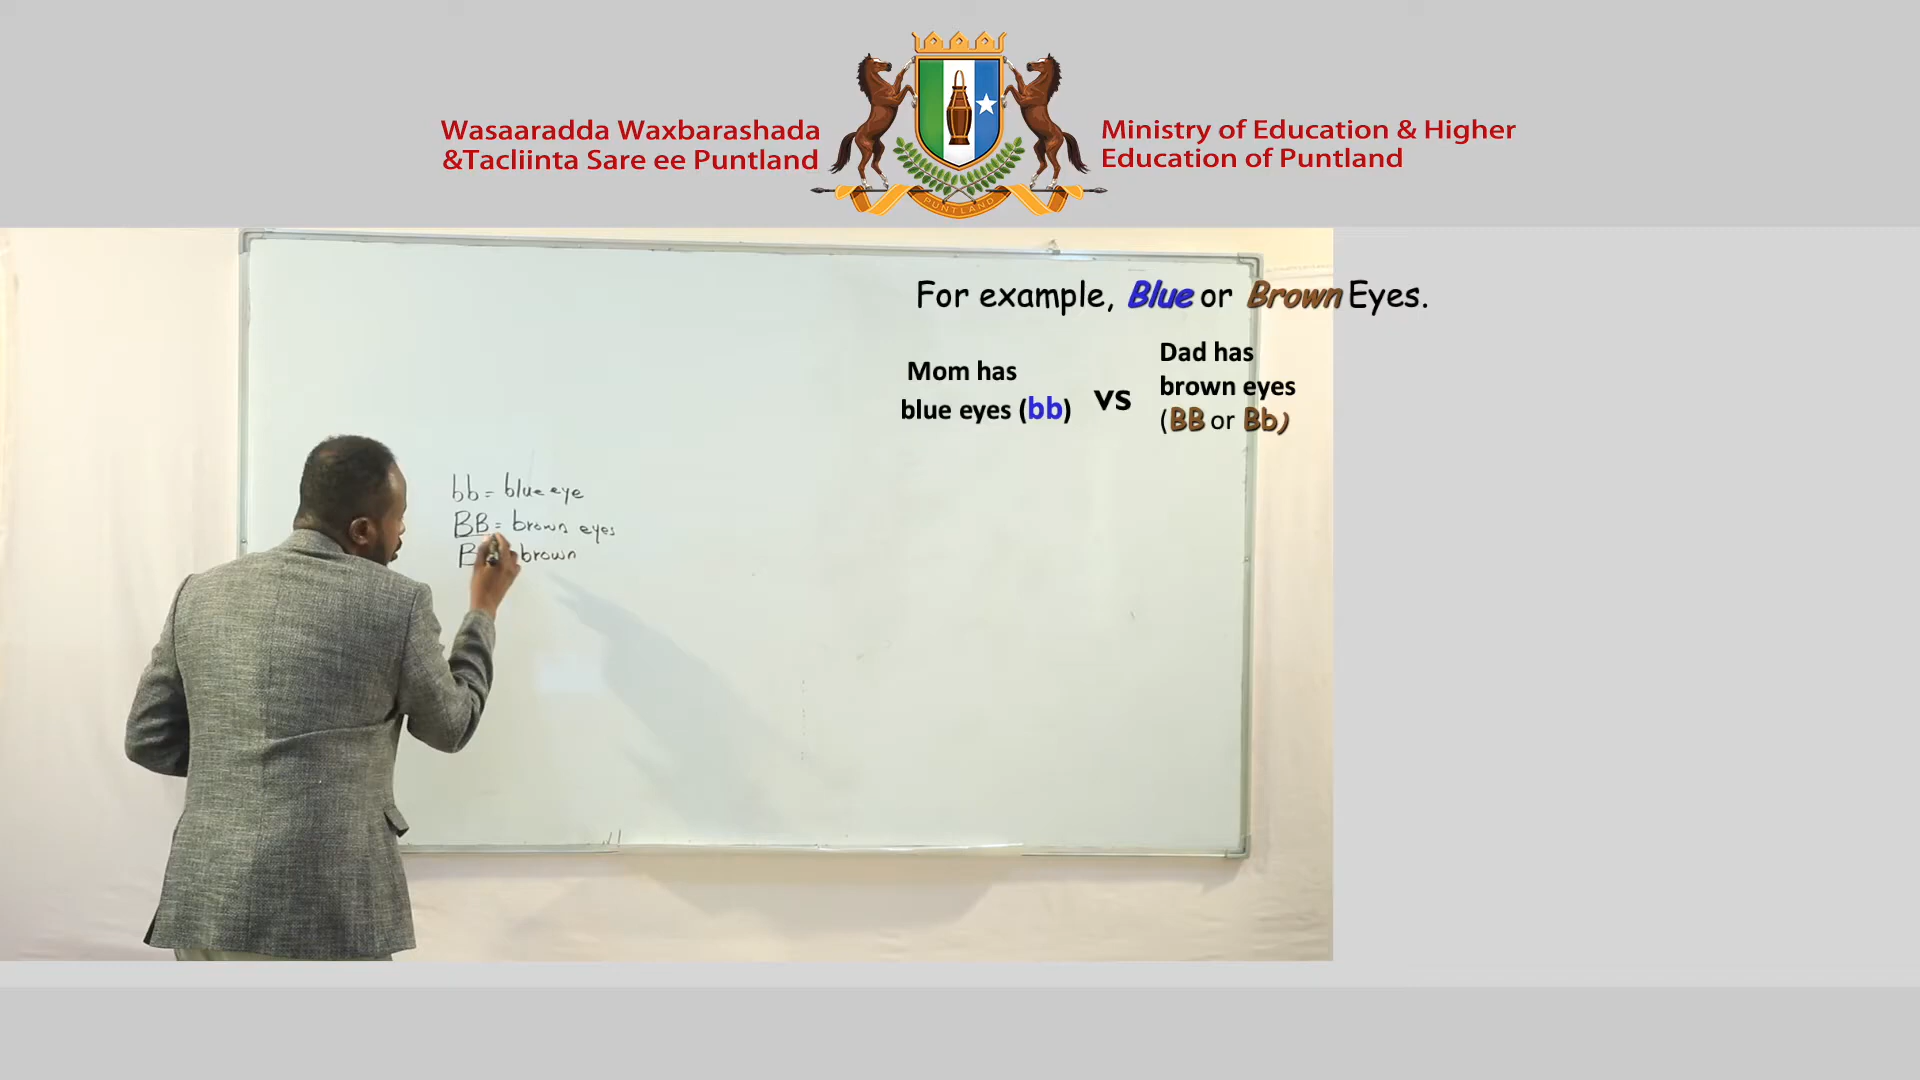 Wasaaradda Waxbarashada
&Tacliinta Sare ee Puntland
PUNTLAND
Ministry of Education & Higher
Education of Puntland
For example, Blue or Brown Eyes.
Mom has
blue eyes (bb)
vs
Dad has
brown eyes
(BB or Bb)
bb = blue eye
BB = brown eyes
B brown